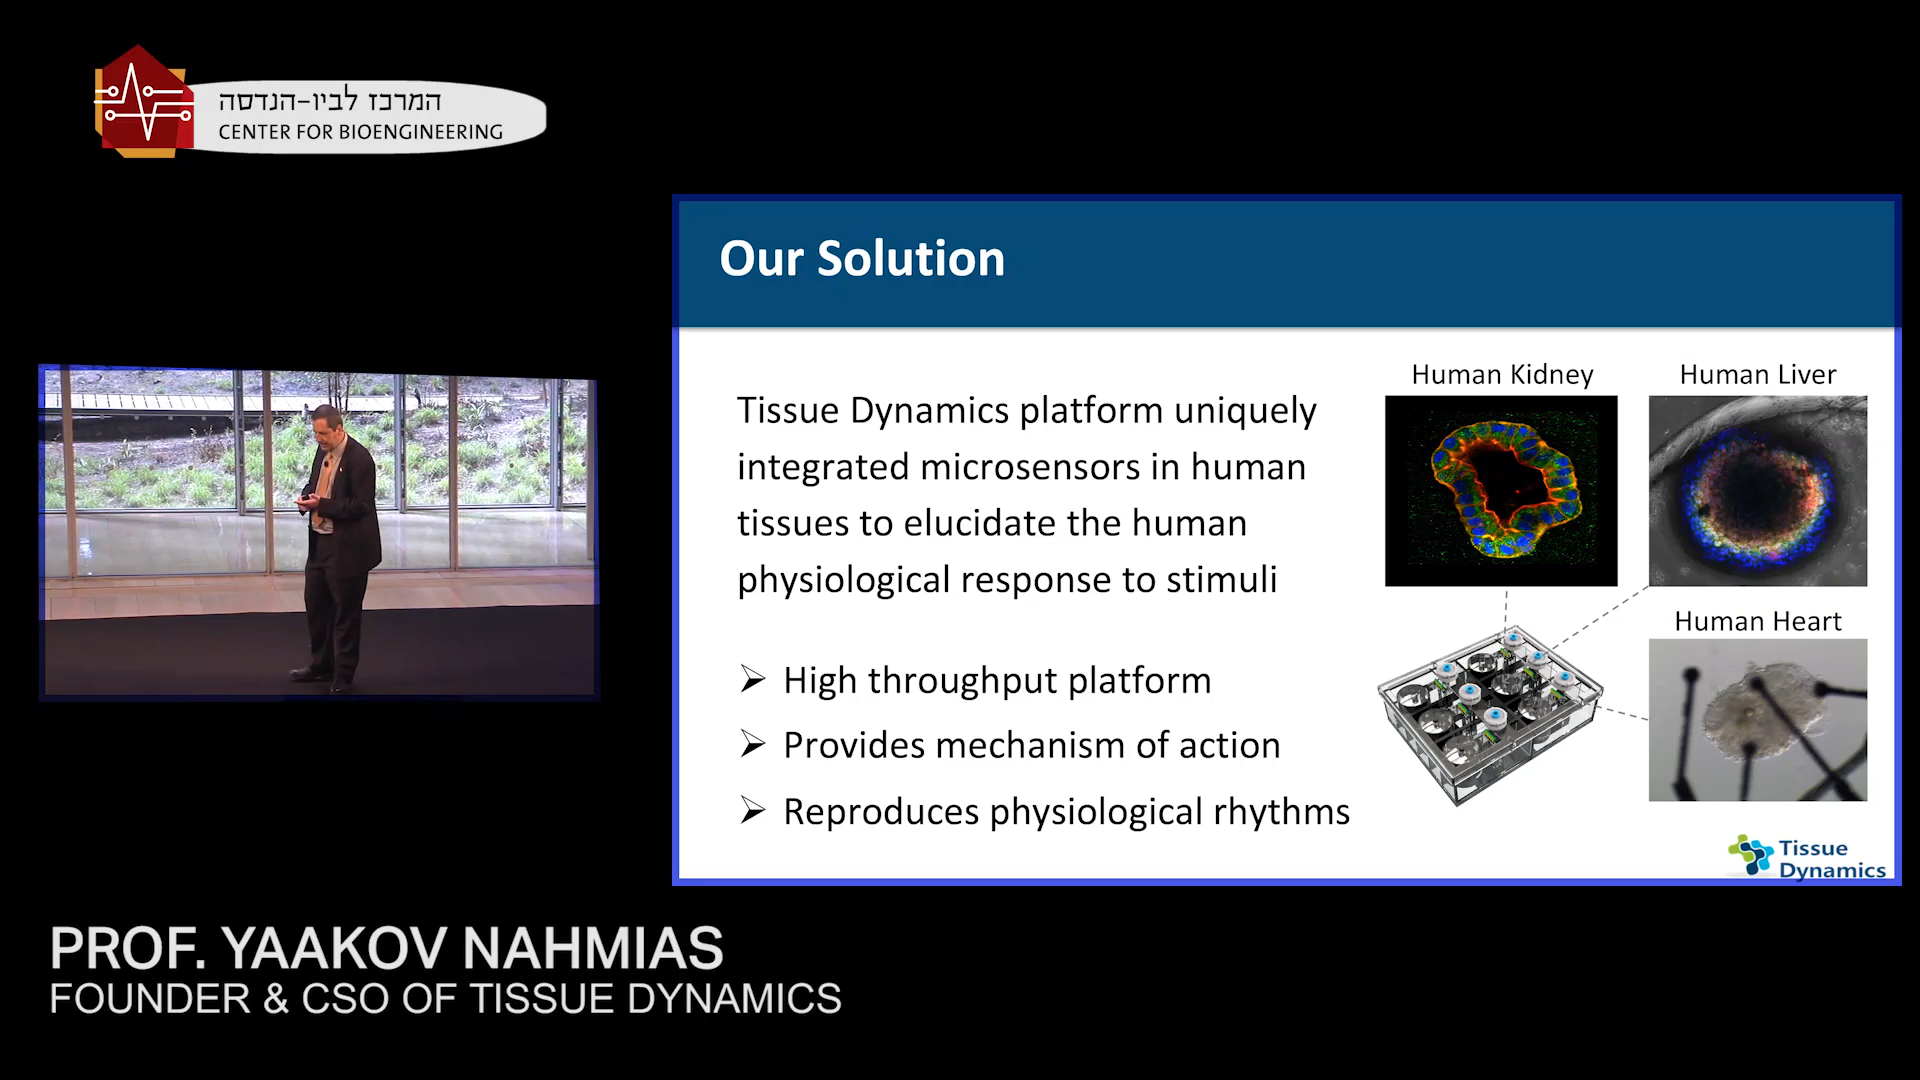 המרכז לביו-הנדסה
CENTER FOR BIOENGINEERING
Our Solution
Tissue Dynamics platform uniquely
integrated microsensors in human
tissues to elucidate the human
physiological response to stimuli
➢ High throughput platform
➢ Provides mechanism of action
➢ Reproduces physiological rhythms
Human Kidney
Human Liver
Human Heart
Tissue
Dynamics
PROF. YAAKOV NAHMIAS
FOUNDER & CSO OF TISSUE DYNAMICS